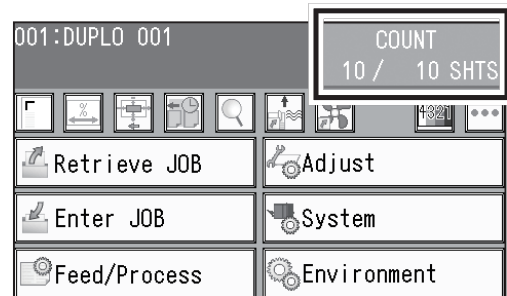 001:DUPLO 001
COUNT
10 / 10 SHTS
%
4321
Retrieve JOB
Adjust
Enter JOB
System
Feed/Process
Environment